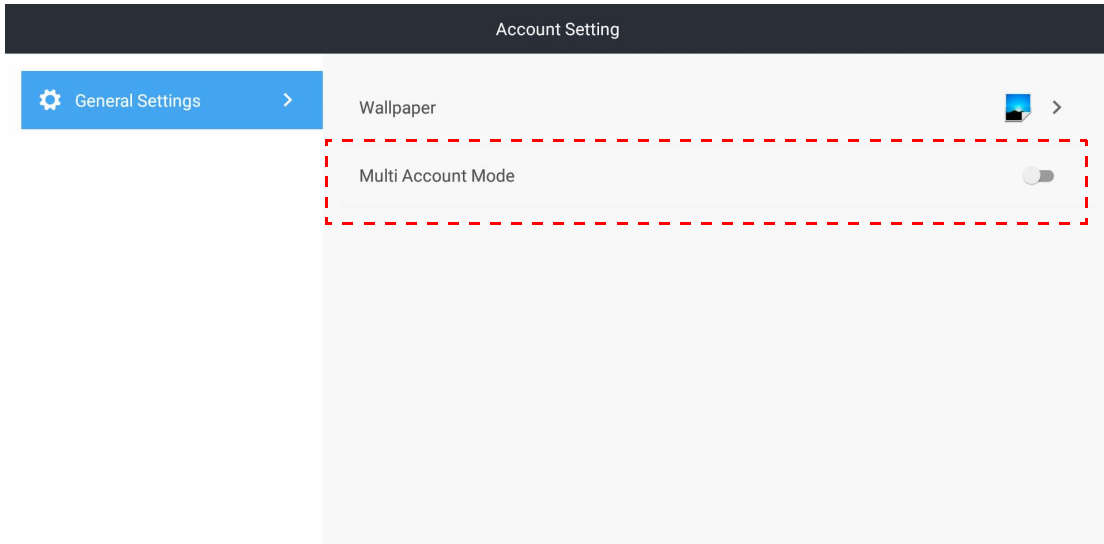 Account Setting
General Settings
Wallpaper
Multi Account Mode